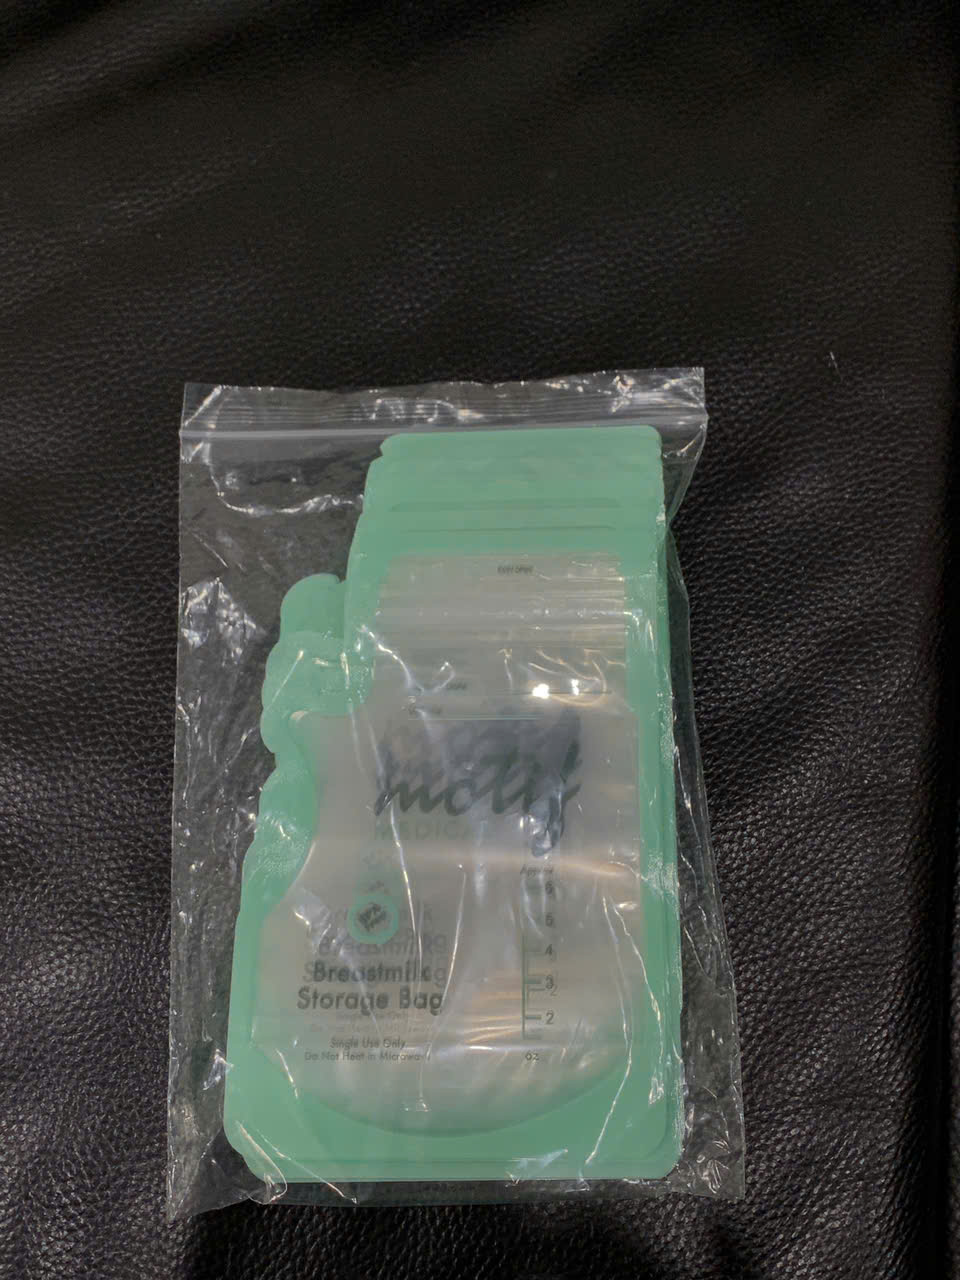 motif
MEDICAL
Approx
6
5
4
3
2
oz
Breastmilk
Storage Bag
Single Use Only
Do Not Heat in Microwave